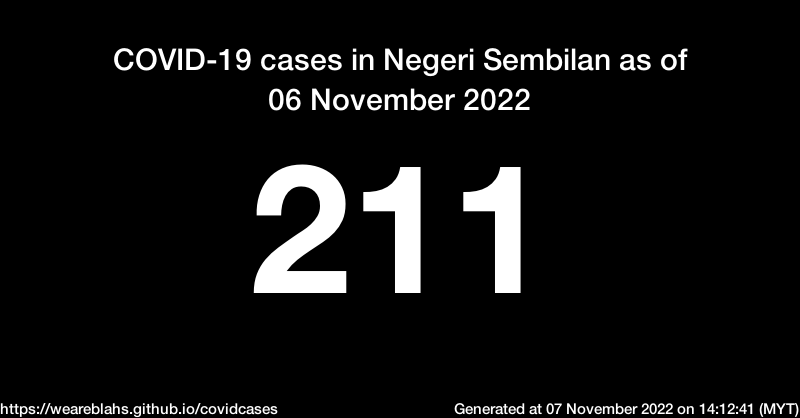 COVID-19 cases in Negeri Sembilan as of
06 November 2022
211
https://weareblahs.github.io/covidcases
Generated at 07 November 2022 on 14:12:41 (MYT)